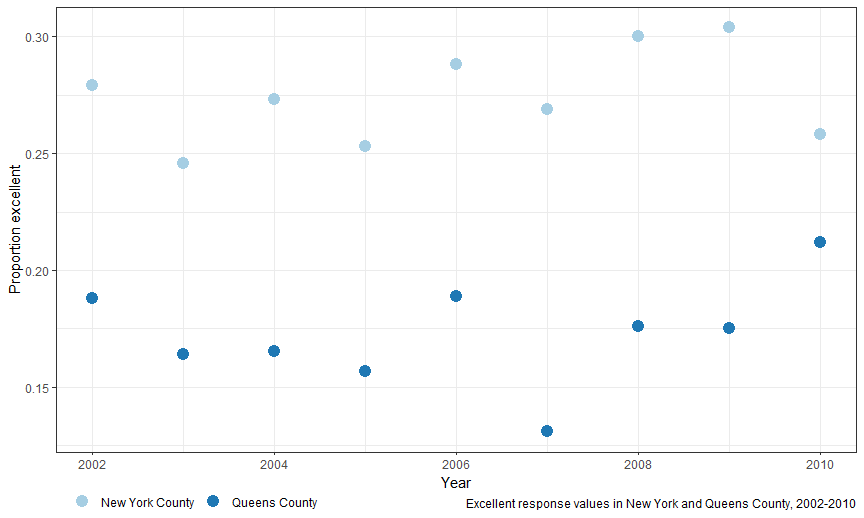 0.30
0.25
0.20
0.15
Proportion excellent
2002 2004 2006 2008 2010
Year
New York County Queens County
Excellent response values in New York and Queens County, 2002-2010